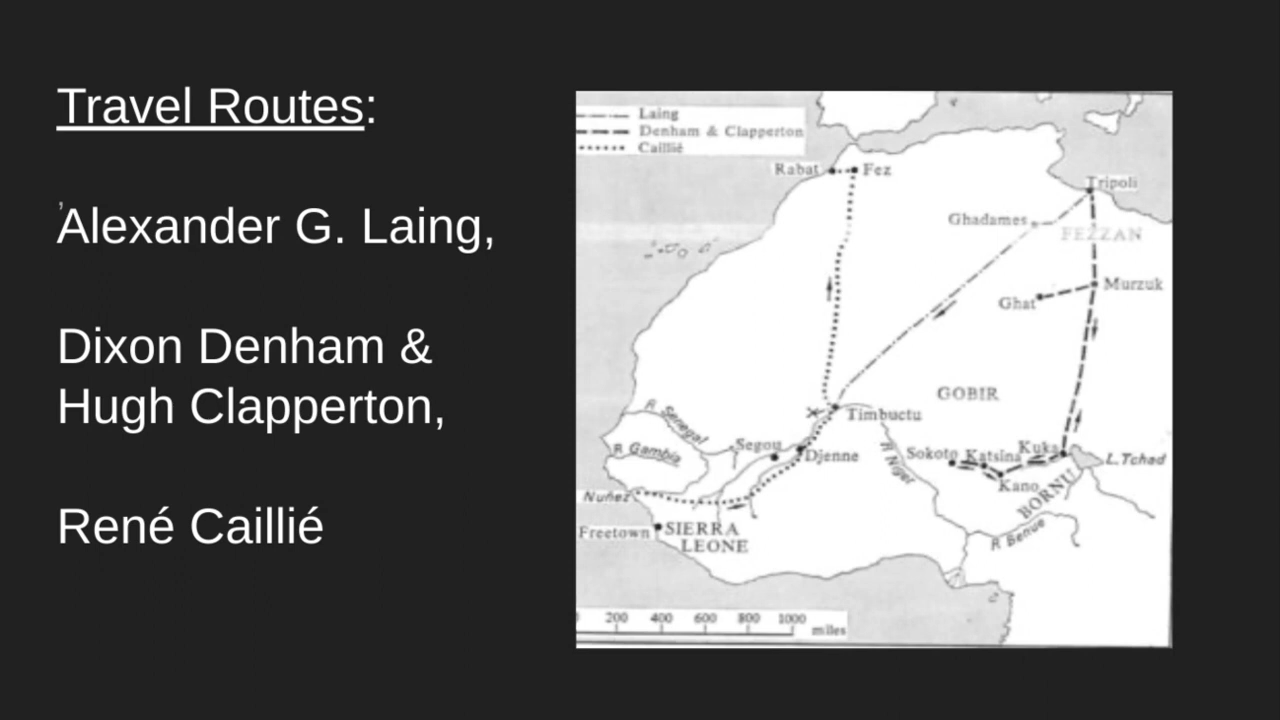 Travel Routes:
Alexander G. Laing,
Dixon Denham &
Hugh Clapperton,
René Caillié
Laing
Denham & Clapperton
Caillié
Rabat
Fez
Tripoli
Ghadames
FEZZAN
Murzuk
Ghat
GOBIR
Timbuctu
R. Senegal
R. Gambia
Segou
Djenne
R. Niger
Sokoto
Katsina
Kuka
L. Tchad
Kano
BORNU
Nuñez
R. Benue
Freetown
SIERRA
LEONE
200 400 600 800 1000
miles